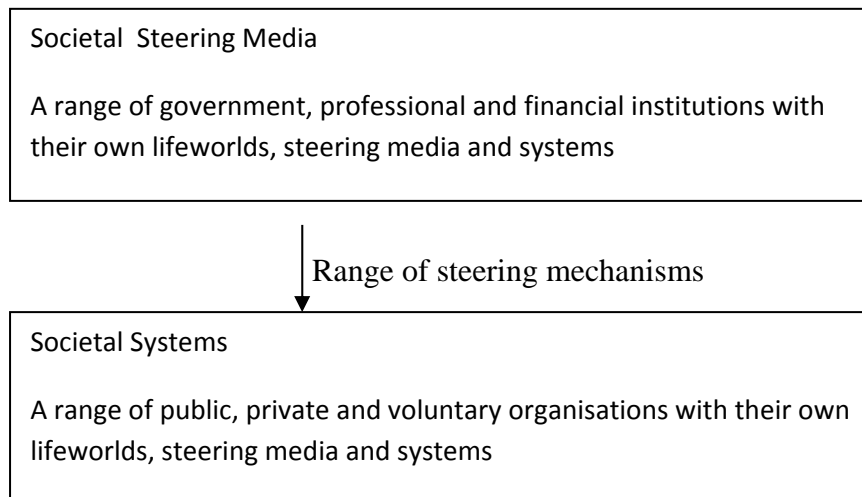 Societal Steering Media
A range of government, professional and financial institutions with
their own lifeworlds, steering media and systems
Range of steering mechanisms
Societal Systems
A range of public, private and voluntary organisations with their own
lifeworlds, steering media and systems